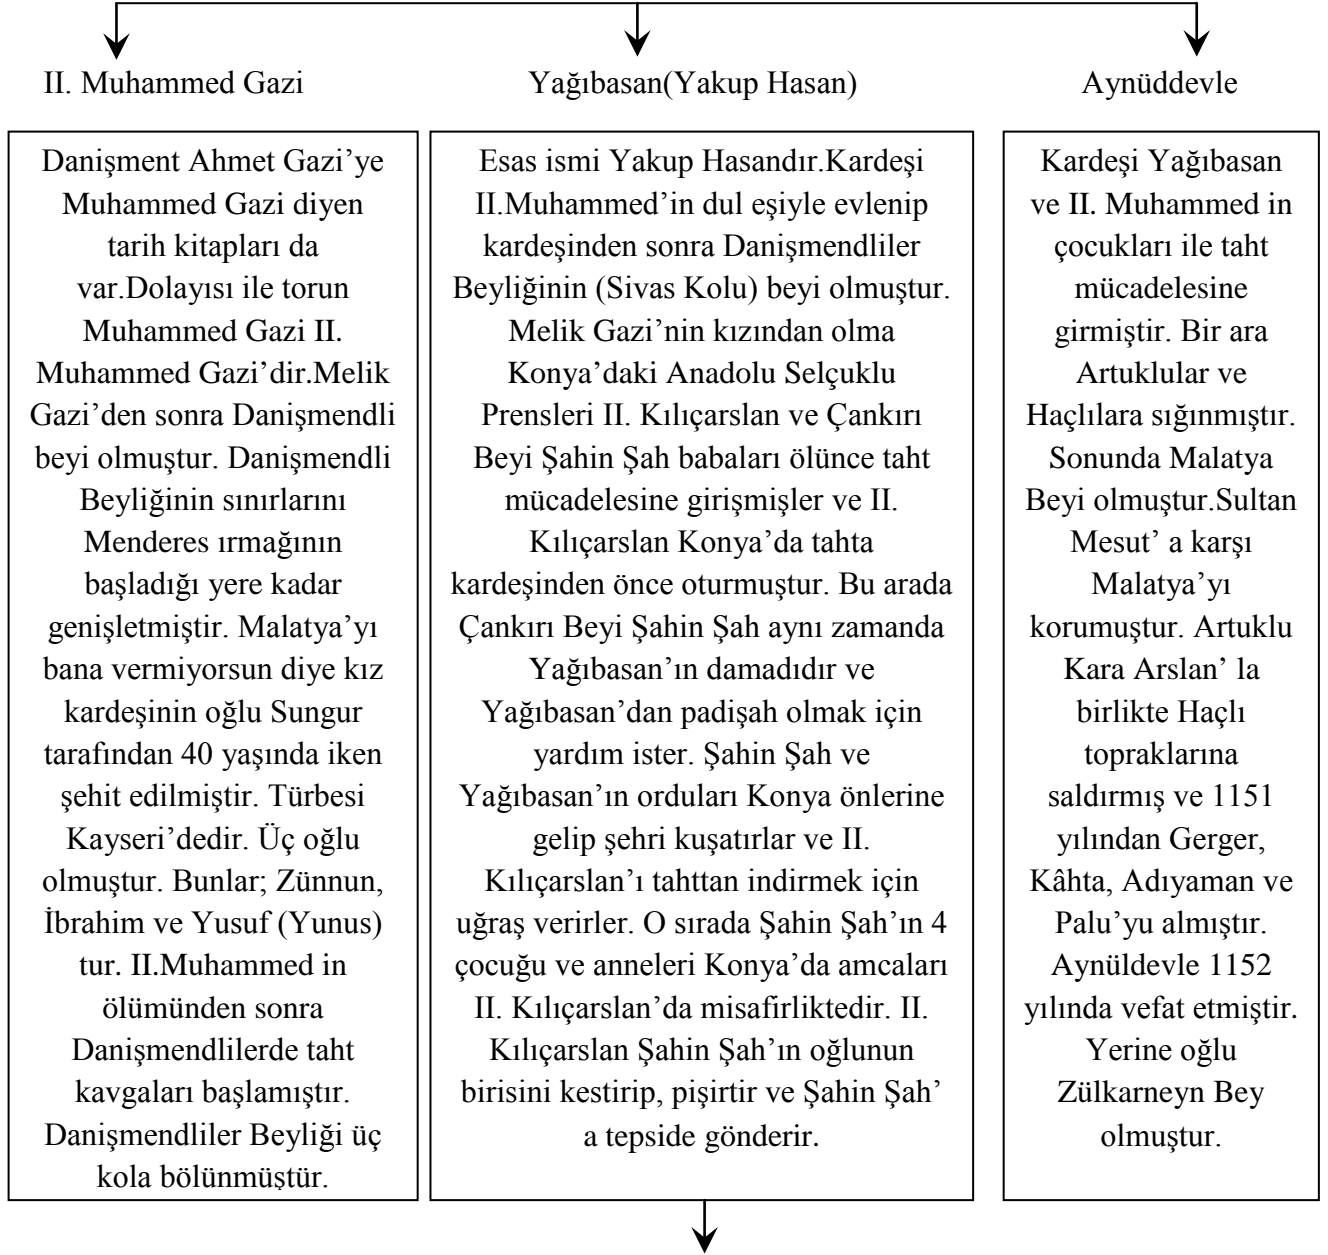 II. Muhammed Gazi
Yağıbasan(Yakup Hasan)
Aynüddevle
Danişment Ahmet Gazi’ye
Muhammed Gazi diyen
tarih kitapları da
var.Dolayısı ile torun
Muhammed Gazi II.
Muhammed Gazi’dir.Melik
Gazi’den sonra Danişmendli
beyi olmuştur. Danişmendli
Beyliğinin sınırlarını
Menderes ırmağının
başladığı yere kadar
genişletmiştir. Malatya’yı
bana vermiyorsun diye kız
kardeşinin oğlu Sungur
tarafından 40 yaşında iken
şehit edilmiştir. Türbesi
Kayseri’dedir. Üç oğlu
olmuştur. Bunlar; Zünnun,
İbrahim ve Yusuf (Yunus)
tur. II.Muhammed in
ölümünden sonra
Danişmendlilerde taht
kavgaları başlamıştır.
Danişmendliler Beyliği üç
kola bölünmüştür.
Esas ismi Yakup Hasandır.Kardeşi
II.Muhammed’in dul eşiyle evlenip
kardeşinden sonra Danişmendliler
Beyliğinin (Sivas Kolu) beyi olmuştur.
Melik Gazi’nin kızından olma
Konya’daki Anadolu Selçuklu
Prensleri II. Kılıçarslan ve Çankırı
Beyi Şahin Şah babaları ölünce taht
mücadelesine girişmişler ve II.
Kılıçarslan Konya’da tahta
kardeşinden önce oturmuştur. Bu arada
Çankırı Beyi Şahin Şah aynı zamanda
Yağıbasan’ın damadıdır ve
Yağıbasan’dan padişah olmak için
yardım ister. Şahin Şah ve
Yağıbasan’ın orduları Konya önlerine
gelip şehri kuşatırlar ve II.
Kılıçarslan’ı tahttan indirmek için
uğraş verirler. O sırada Şahin Şah’ın 4
çocuğu ve anneleri Konya’da amcaları
II. Kılıçarslan’da misafirliktedir. II.
Kılıçarslan Şahin Şah’ın oğlunun
birisini kestirip, pişirtir ve Şahin Şah’
a tepside gönderir.
Kardeşi Yağıbasan
ve II. Muhammed in
çocukları ile taht
mücadelesine
girmiştir. Bir ara
Artuklular ve
Haçlılara sığınmıştır.
Sonunda Malatya
Beyi olmuştur.Sultan
Mesut’ a karşı
Malatya’yı
korumuştur. Artuklu
Kara Arslan’ la
birlikte Haçlı
topraklarına
saldırmış ve 1151
yılından Gerger,
Kâhta, Adıyaman ve
Palu’yu almıştır.
Aynüldevle 1152
yılında vefat etmiştir.
Yerine oğlu
Zülkarneyn Bey
olmuştur.